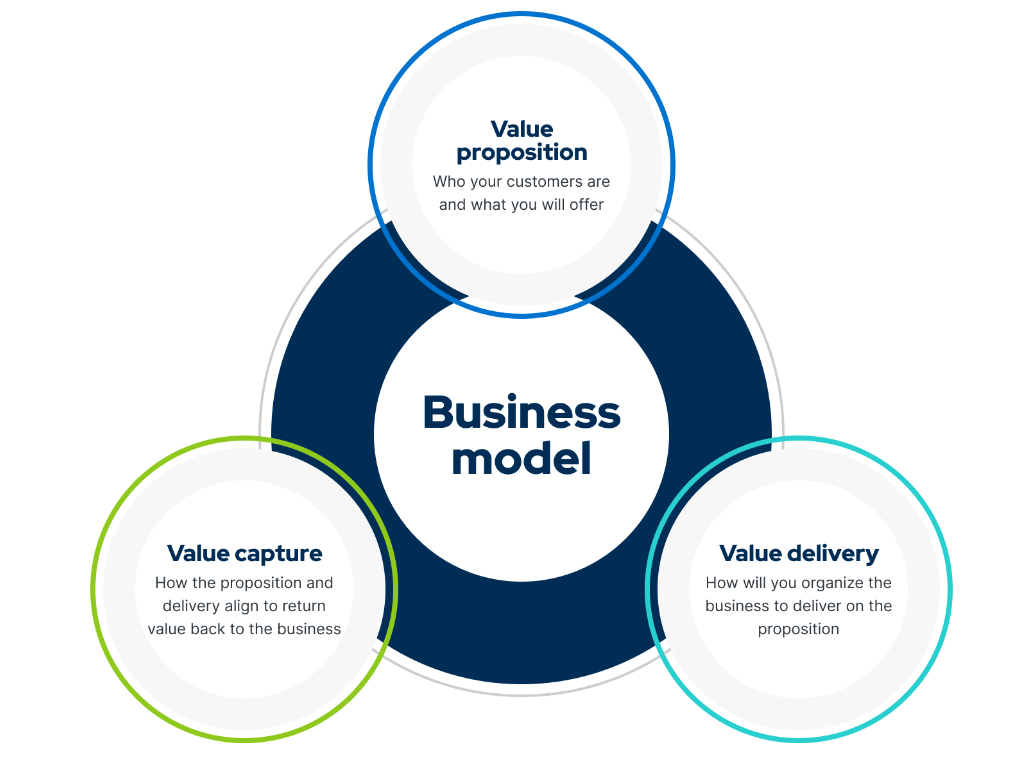 Value
proposition
Who your customers are
and what you will offer
Business
model
Value capture
How the proposition and
delivery align to return
value back to the business
Value delivery
How will you organize the
business to deliver on the
proposition